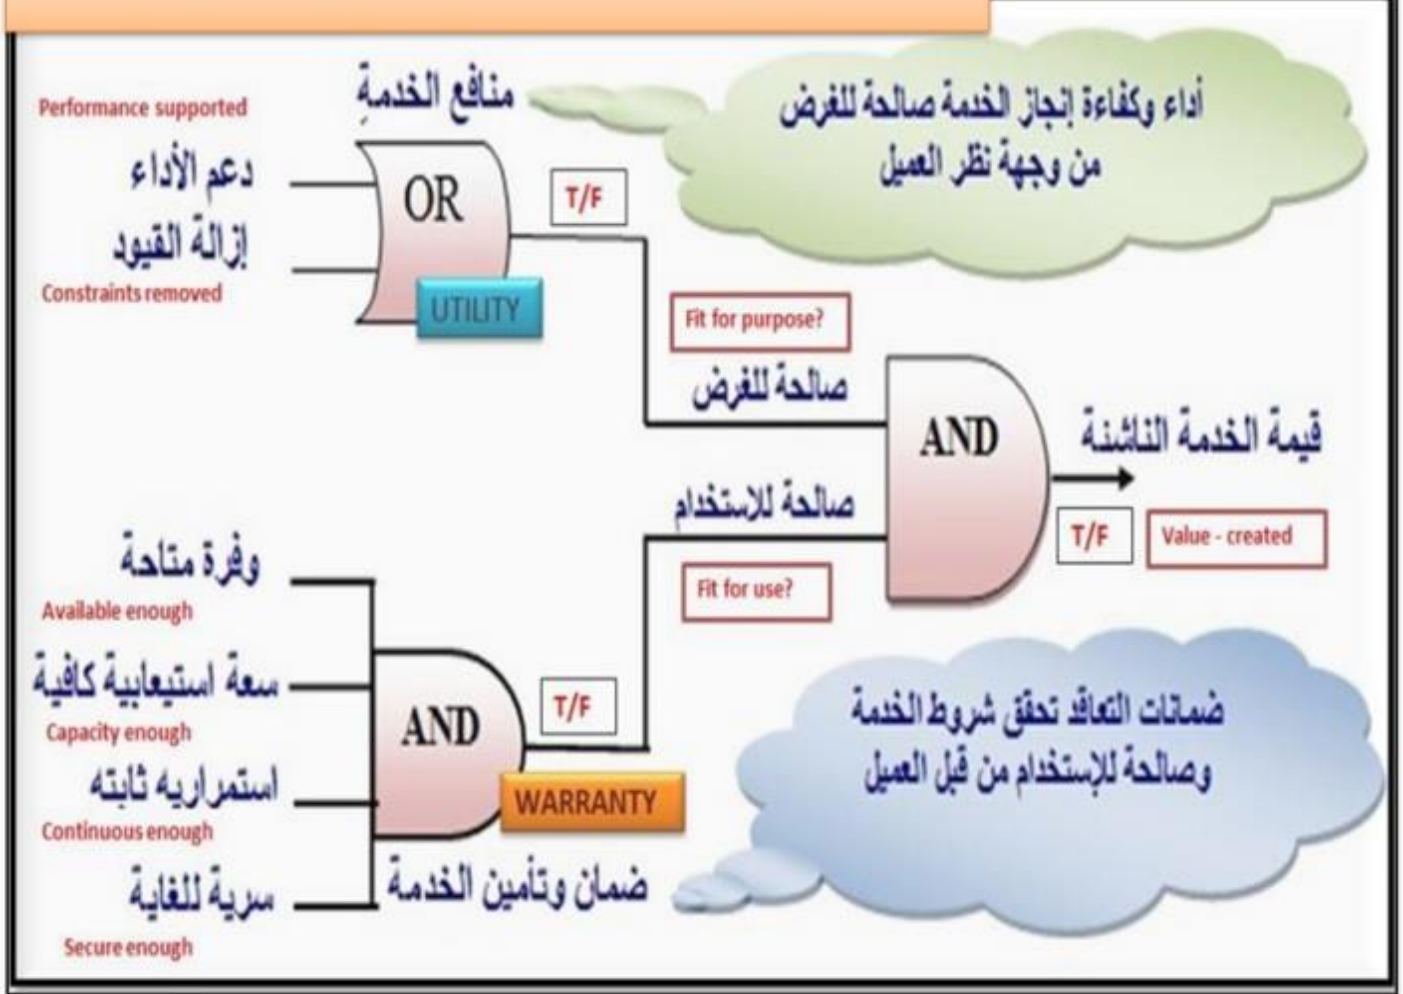 Performance supported
منافع الخدمة
دعم الأداء
إزالة القيود
Constraints removed
OR
UTILITY
T/F
أداء وكفاءة إنجاز الخدمة صالحة للغرض
من وجهة نظر العميل
Fit for purpose?
صالحة للغرض
AND
قيمة الخدمة الناشئة
T/F
Value - created
صالحة للاستخدام
Fit for use?
وفرة متاحة
Available enough
سعة استيعابية كافية
Capacity enough
استمراريه ثابته
Continuous enough
سرية للغاية
Secure enough
AND
T/F
WARRANTY
ضمان وتأمين الخدمة
ضمانات التعاقد تحقق شروط الخدمة
وصالحة للإستخدام من قبل العميل